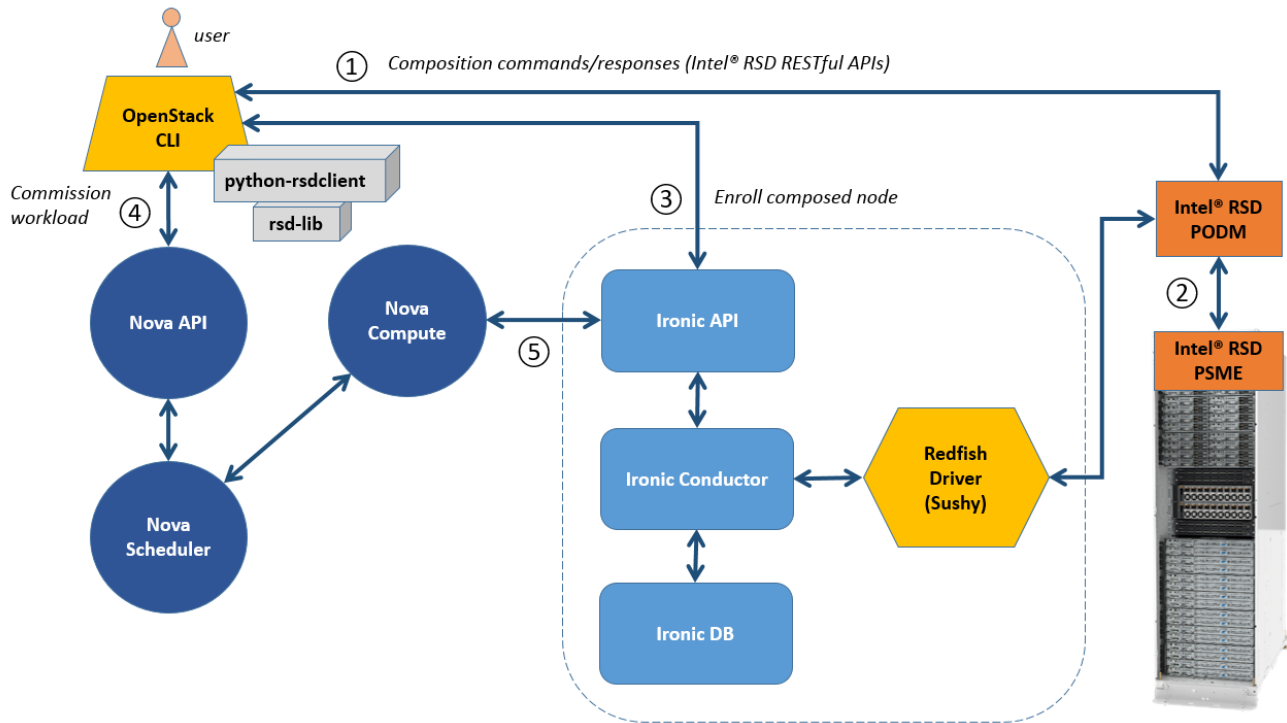 user
①
Composition commands/responses (Intel® RSD RESTful APIs)
OpenStack
CLI
python-rsdclient
rsd-lib
Commission
workload
④
③
Enroll composed node
Intel® RSD
PODM
②
Intel® RSD
PSME
Nova API
Nova
Compute
⑤
Ironic API
Ironic Conductor
Redfish
Driver
(Sushy)
Nova
Scheduler
Ironic DB